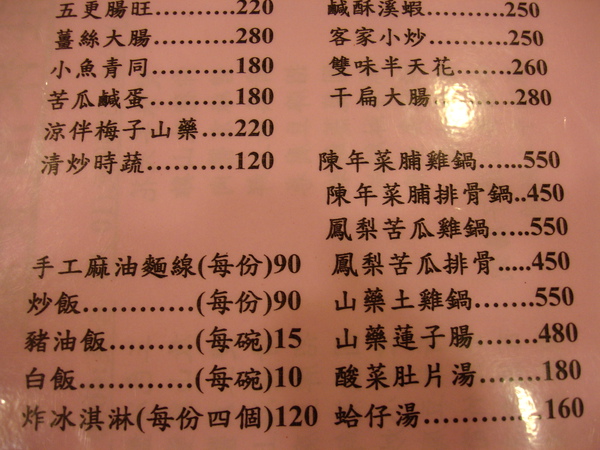 五更腸旺........220
薑絲大腸..........280
小魚青同..........180
苦瓜鹹蛋..........180
涼伴梅子山藥....220
清炒時蔬..........120
手工麻油麵線(每份)90
炒飯............(每份)90
豬油飯..........(每碗)15
白飯.............(每碗)10
炸冰淇淋(每份四個)120
鹹酥溪蝦..........250
客家小炒..........250
雙味半天花.......260
干扁大腸..........280
陳年菜脯雞鍋......550
陳年菜脯排骨鍋..450
鳳梨苦瓜雞鍋......550
鳳梨苦瓜排骨.....450
山藥土雞鍋........550
山藥蓮子腸........480
酸菜肚片湯.......180
蛤仔湯..............160